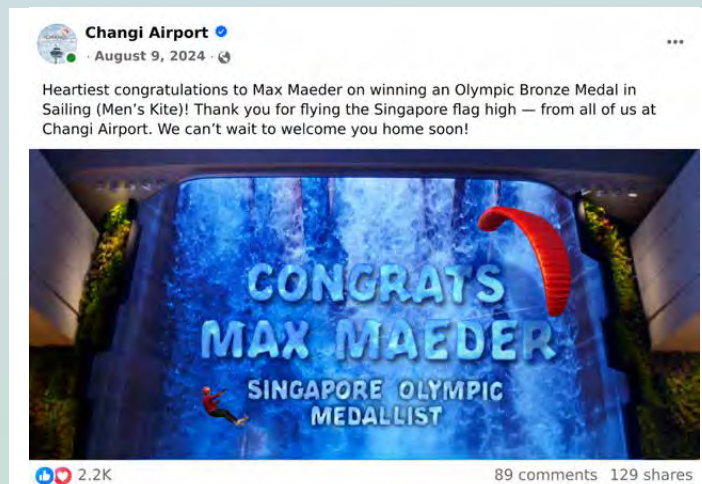 Changi Airport
· August 9, 2024 ·
Heartiest congratulations to Max Maeder on winning an Olympic Bronze Medal in
Sailing (Men’s Kite)! Thank you for flying the Singapore flag high — from all of us at
Changi Airport. We can’t wait to welcome you home soon!
CONGRATS
MAX MAEDER
SINGAPORE OLYMPIC
MEDALLIST
2.2K 89 comments 129 shares